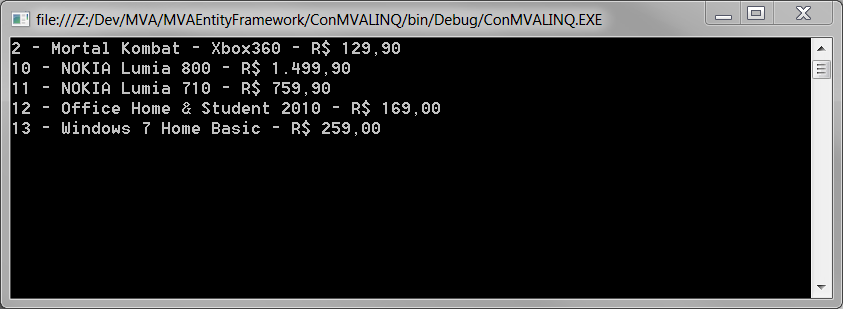 file:///Z:/Dev/MVA/MVAEntityFramework/ConMVALINQ/bin/Debug/ConMVALINQ.EXE
2 - Mortal Kombat - Xbox360 - R$ 129,90
10 - NOKIA Lumia 800 - R$ 1.499,90
11 - NOKIA Lumia 710 - R$ 759,90
12 - Office Home & Student 2010 - R$ 169,00
13 - Windows 7 Home Basic - R$ 259,00